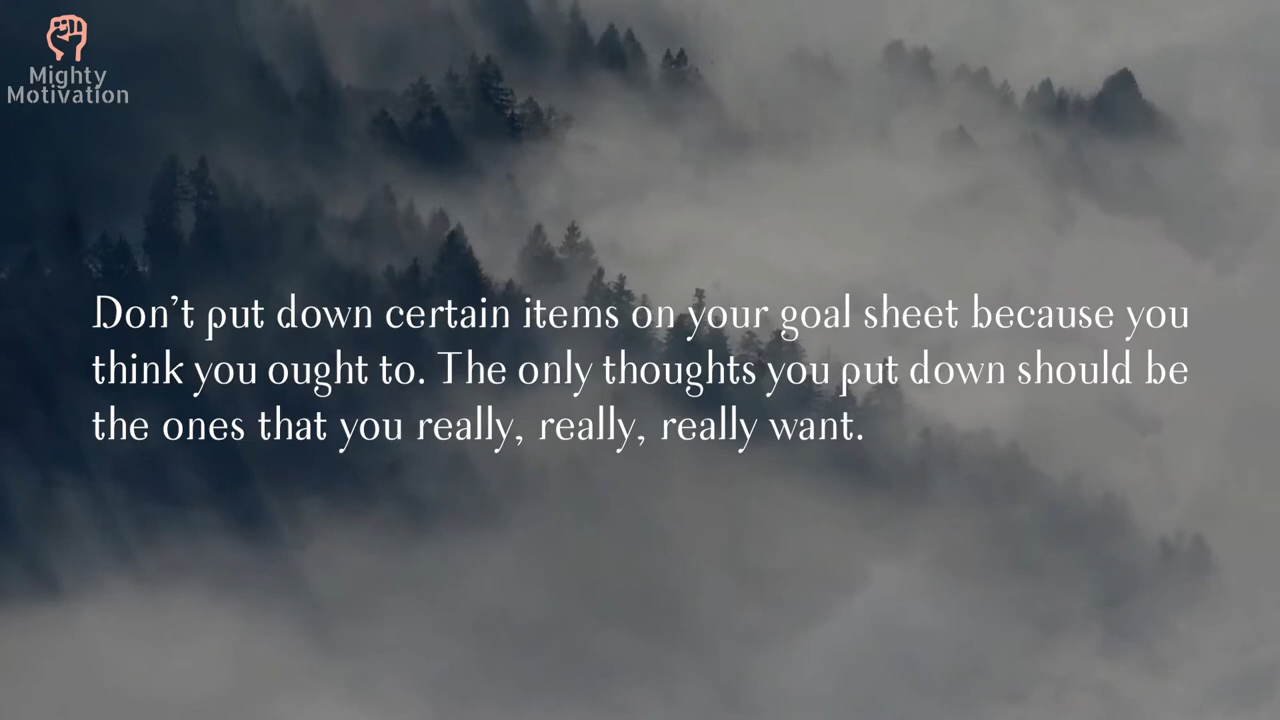 Mighty
Motivation
Don't put down certain items on your goal sheet because you
think you ought to. The only thoughts you put down should be
the ones that you really, really, really want.